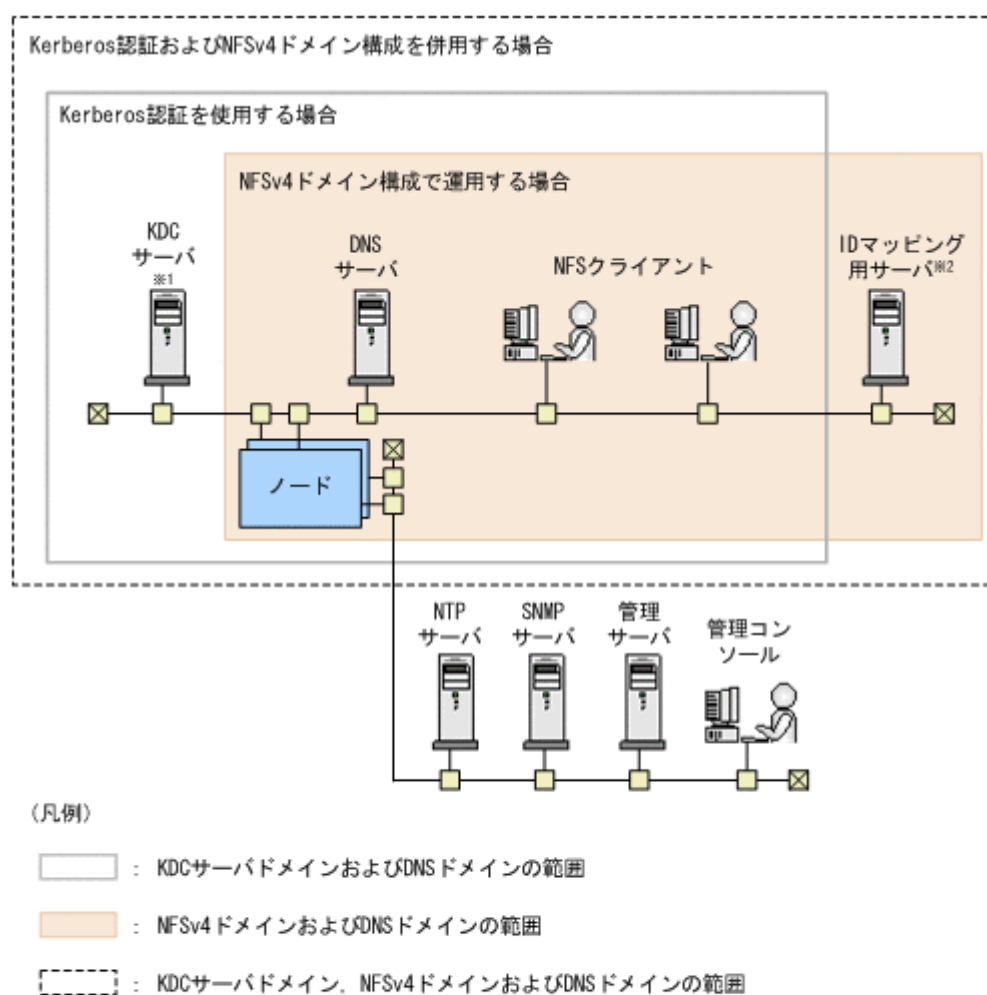 Kerberos認証およびNFSv4ドメイン構成を併用する場合
Kerberos認証を使用する場合
NFSv4ドメイン構成で運用する場合
KDC
サーバ
※1
DNS
サーバ
NFSクライアント
IDマッピング
用サーバ※2
ノード
NTP
サーバ
SNMP
サーバ
管理
サーバ
管理コン
ソール
(凡例)
: KDCサーバドメインおよびDNSドメインの範囲
: NFSv4ドメインおよびDNSドメインの範囲
: KDCサーバドメイン, NFSv4ドメインおよびDNSドメインの範囲